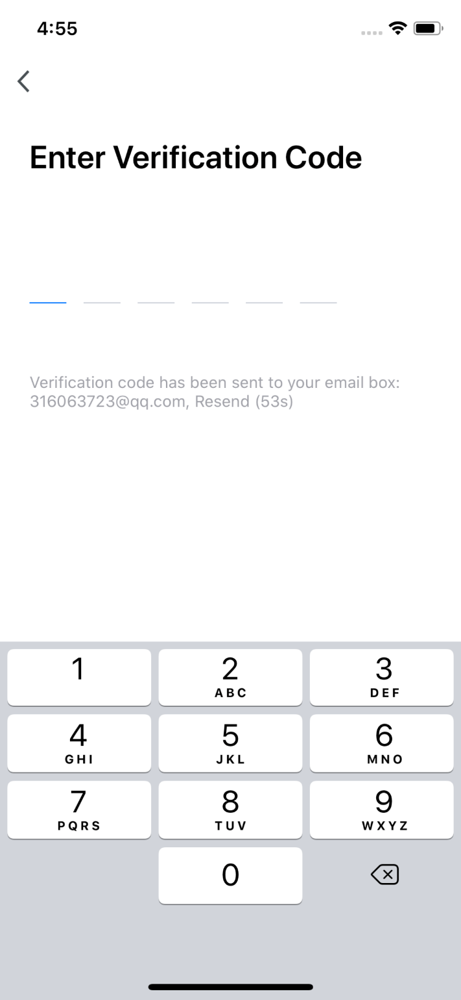 4:55
Enter Verification Code
Verification code has been sent to your email box:
316063723@qq.com, Resend (53s)
1
2
3
ABC
DEF
4
5
6
GHI
JKL
MNO
7
8
9
PQRS
TUV
WXYZ
0